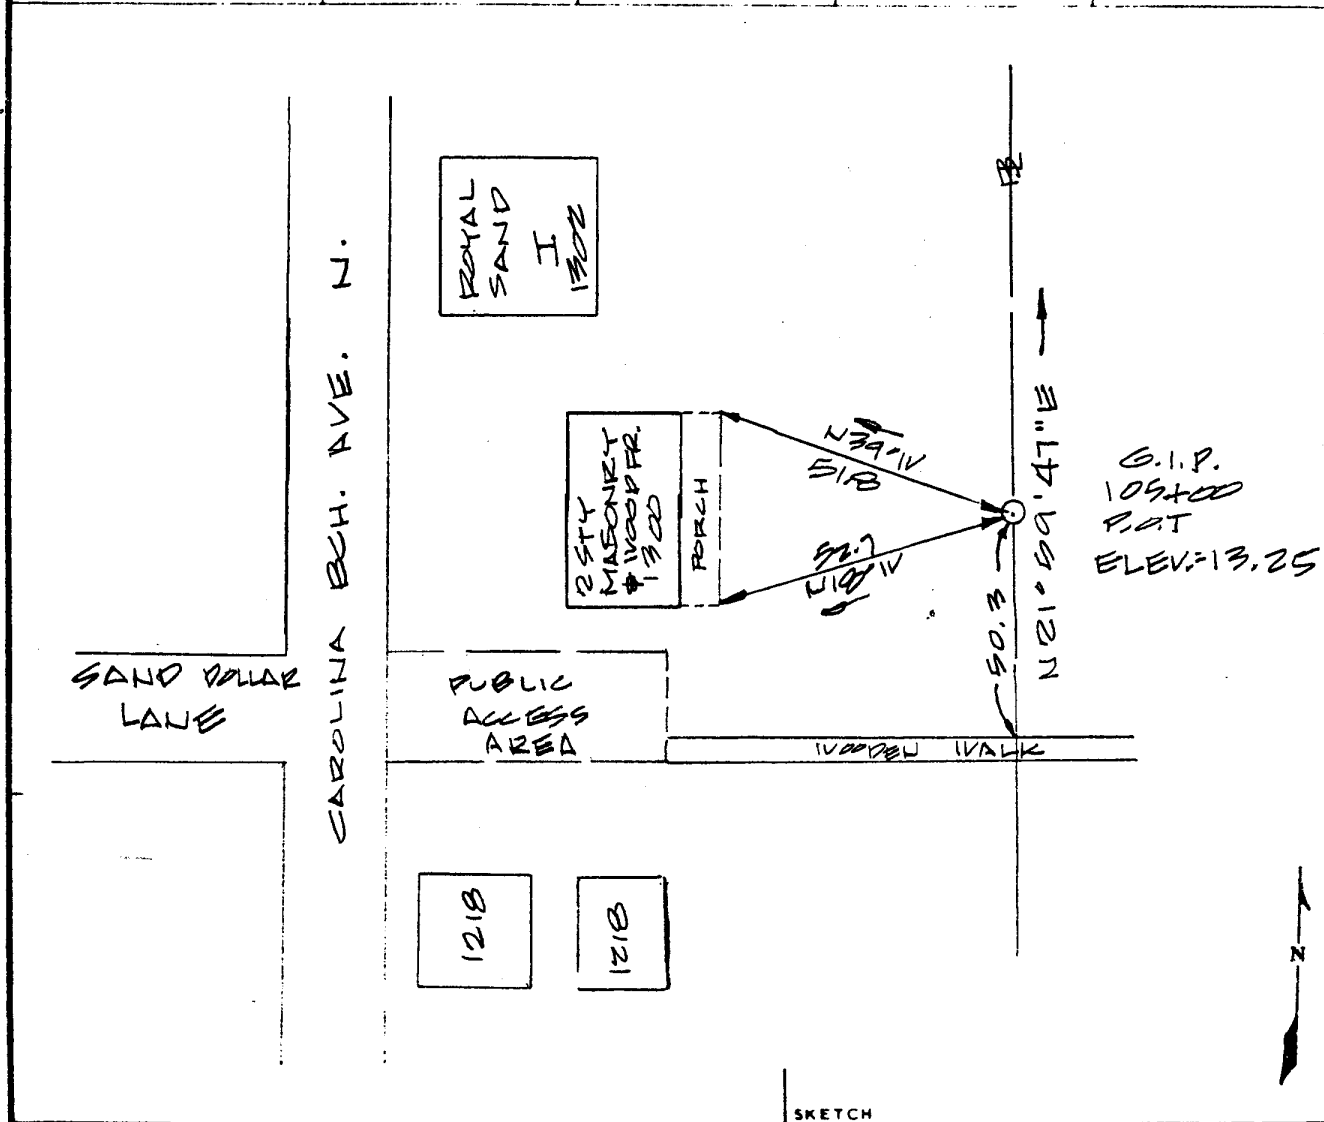 ROYAL
SAND
I
1302
CAROLINA BCH. AVE. N.
2 STY
MASONRY
& WOOD FR.
1300
PORCH
N39°W
51.8
52.7
N18°W
50.3
N21°59'47"E
G.I.P.
105+00
P.O.T
ELEV.=13.25
SAND DOLLAR
LANE
PUBLIC
ACCESS
AREA
WOODEN WALK
1218
1218
N
SKETCH